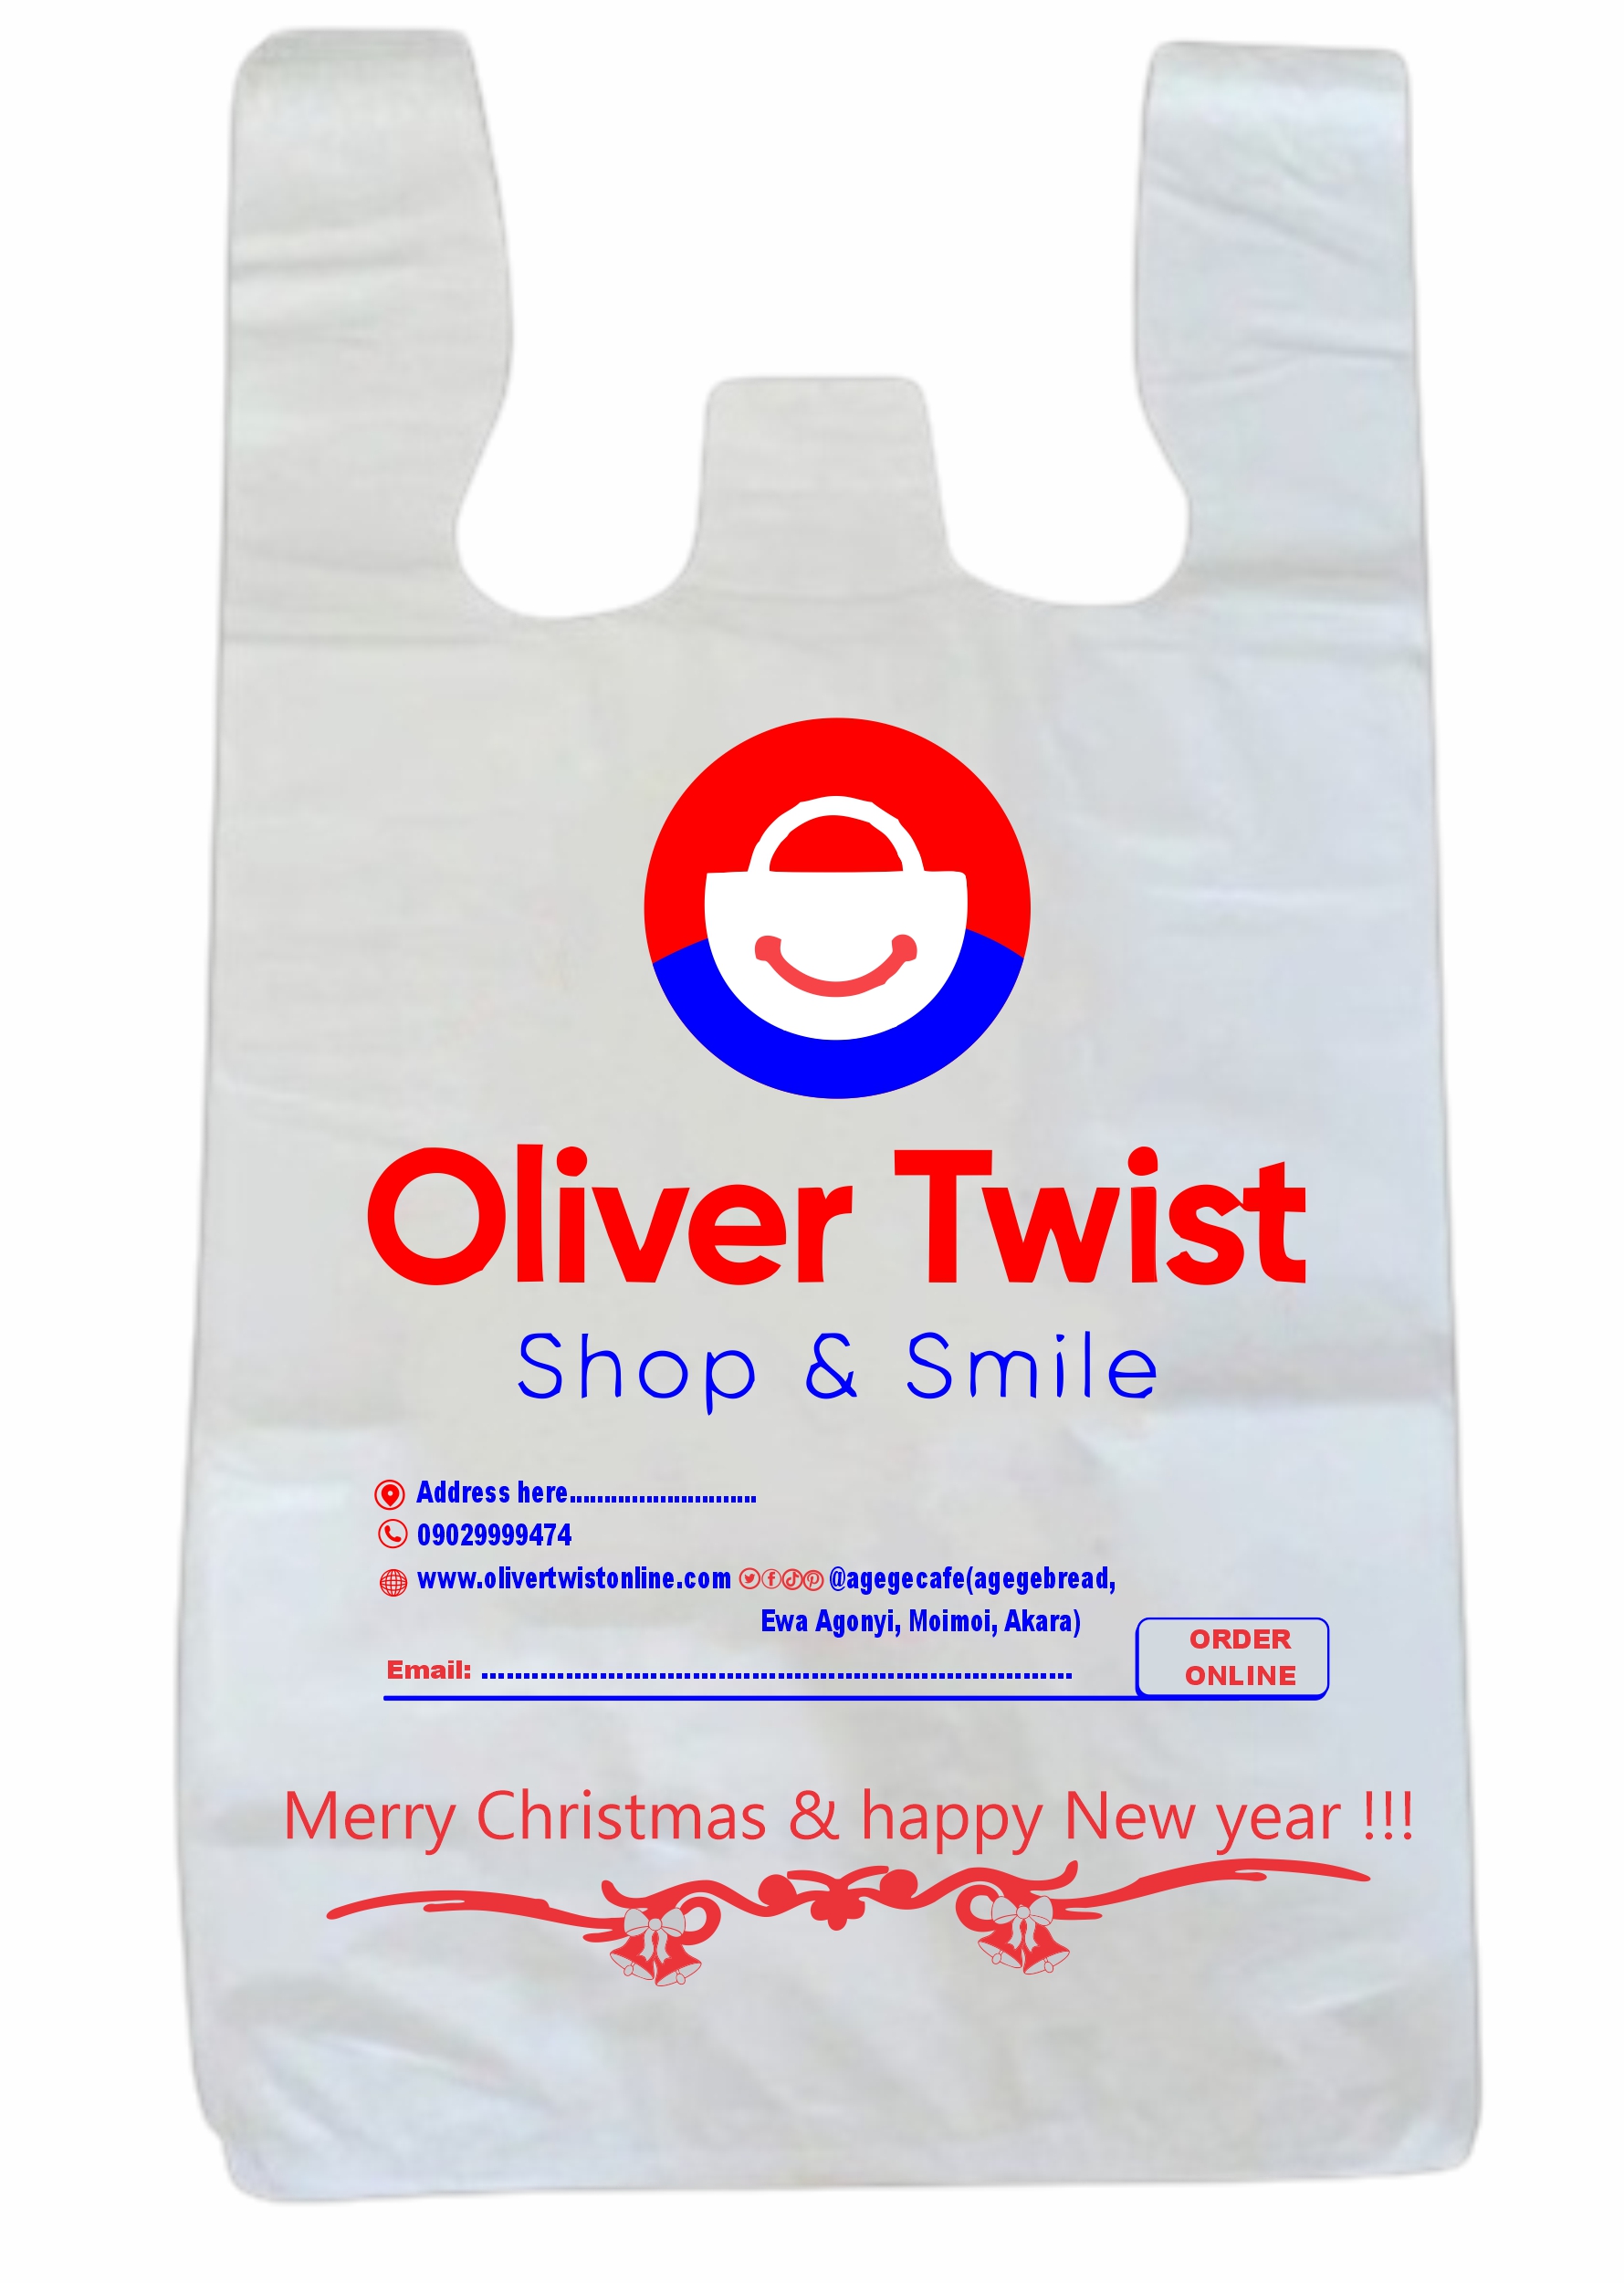 Oliver Twist
Shop & Smile
Address here...........................
09029999474
www.olivertwistonline.com @agegecafe(agegebread,
Ewa Agonyi, Moimoi, Akara)
ORDER
ONLINE
Email: ......................................................................
Merry Christmas & happy New year !!!